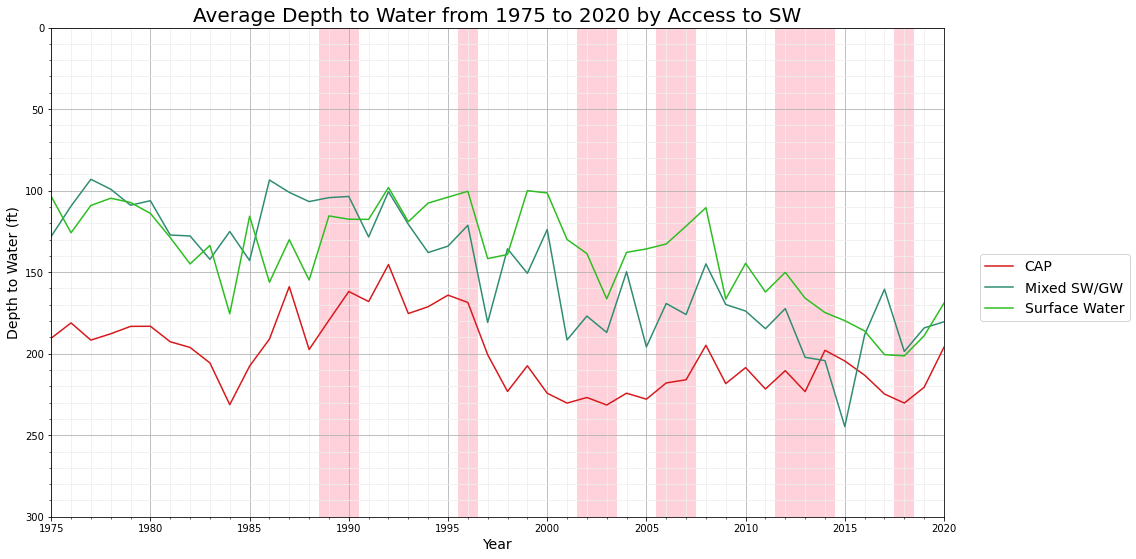 Average Depth to Water from 1975 to 2020 by Access to SW
0
50
100
150
200
250
300
Depth to Water (ft)
1975 1980 1985 1990 1995 2000 2005 2010 2015 2020
Year
CAP
Mixed SW/GW
Surface Water